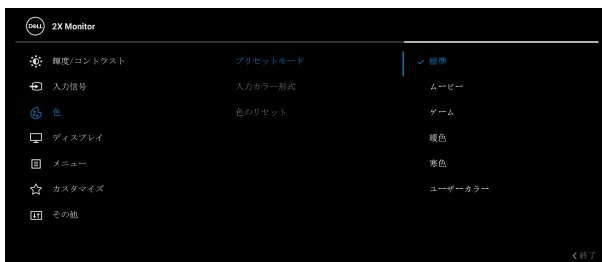 DELL 2X Monitor
輝度/コントラスト プリセットモード ✓ 標準
入力信号 入力カラー形式 ムービー
色 色のリセット ゲーム
ディスプレイ 暖色
メニュー 寒色
カスタマイズ ユーザーカラー
その他
終了